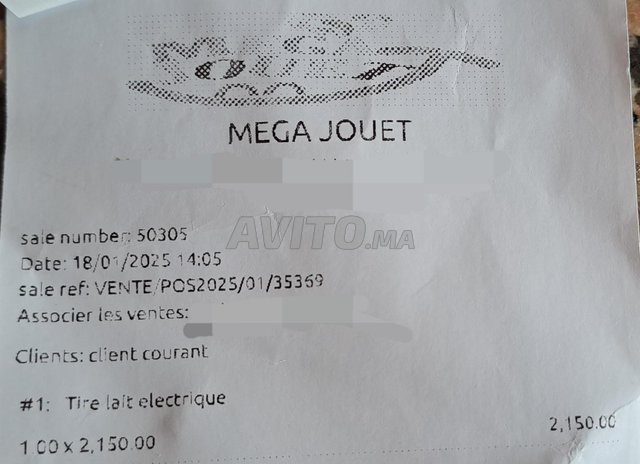 MEGA JOUET
AVITO.MA
sale number: 50305
Date: 18/01/2025 14:05
sale ref: VENTE/POS2025/01/35369
Associer les ventes:
Clients: client courant
#1: Tire lait electrique
2,150.00
1.00 x 2,150.00